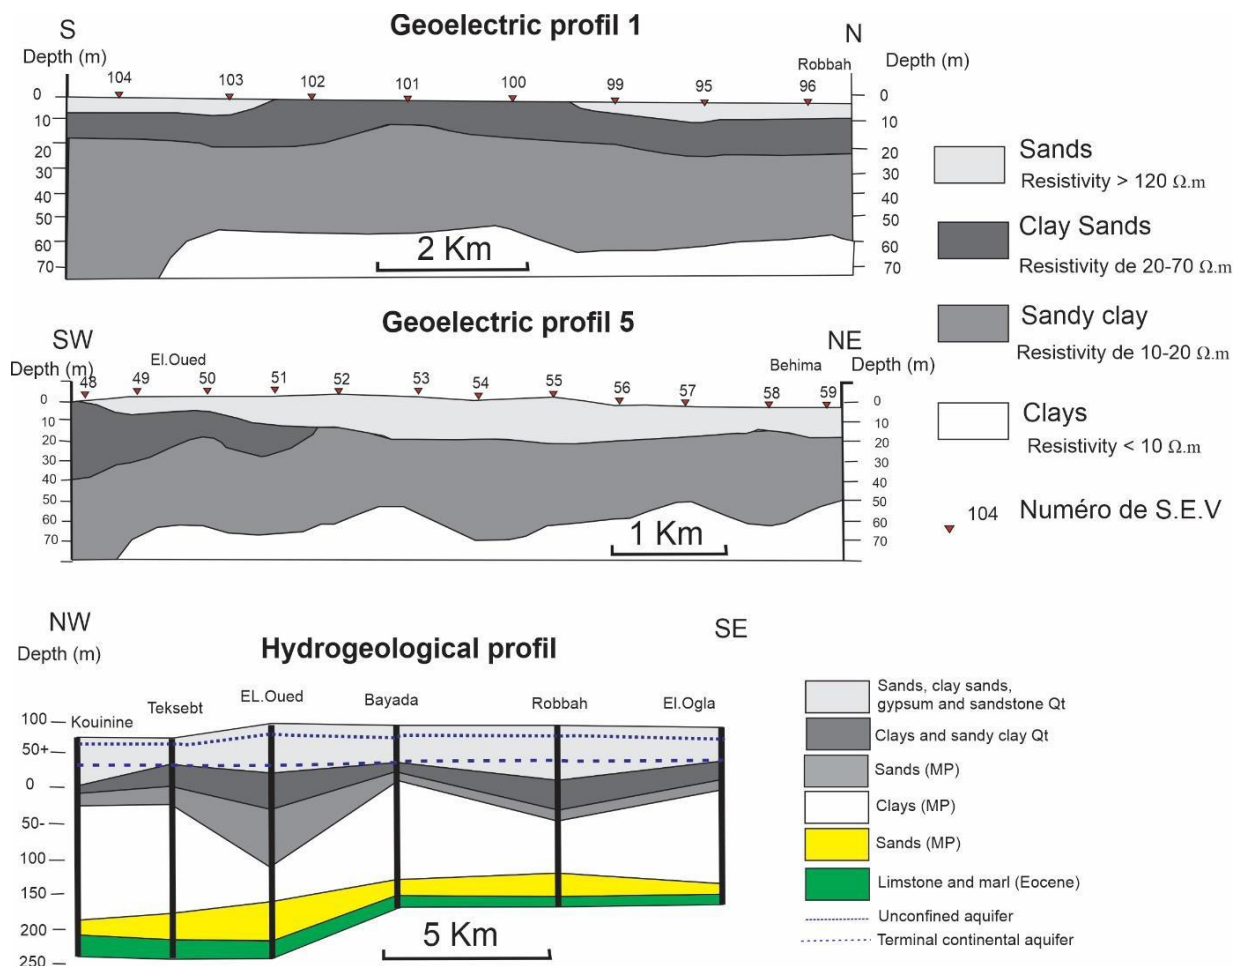 Geoelectric profil 1
S
N
Depth (m)
Depth (m)
Robbah
104 103 102 101 100 99 95 96
0 0
10 10
20 20
30 30
40 40
50 50
60 60
70 70
2 Km
Sands
Resistivity > 120 Ω.m
Clay Sands
Resistivity de 20-70 Ω.m
Sandy clay
Resistivity de 10-20 Ω.m
Clays
Resistivity < 10 Ω.m
104 Numéro de S.E.V
Geoelectric profil 5
SW
NE
Depth (m)
Depth (m)
El.Oued
Behima
48 49 50 51 52 53 54 55 56 57 58 59
0 0
10 10
20 20
30 30
40 40
50 50
60 60
70 70
1 Km
NW
SE
Depth (m)
Hydrogeological profil
Kouinine Teksebt EL.Oued Bayada Robbah El.Ogla
100
50+
0
50-
100
150
200
250
5 Km
Sands, clay sands,
gypsum and sandstone Qt
Clays and sandy clay Qt
Sands (MP)
Clays (MP)
Sands (MP)
Limstone and marl (Eocene)
Unconfined aquifer
Terminal continental aquifer